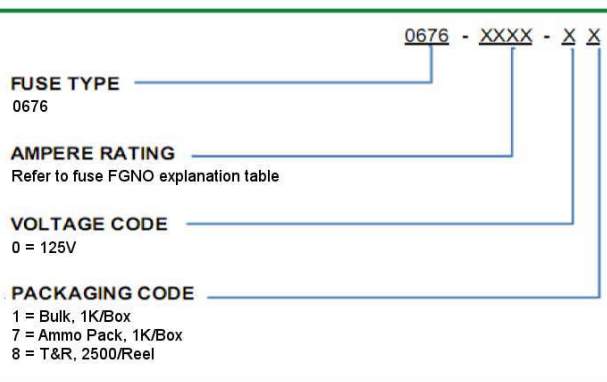 0676 - XXXX - X X
FUSE TYPE
0676
AMPERE RATING
Refer to fuse FGNO explanation table
VOLTAGE CODE
0 = 125V
PACKAGING CODE
1 = Bulk, 1K/Box
7 = Ammo Pack, 1K/Box
8 = T&R, 2500/Reel